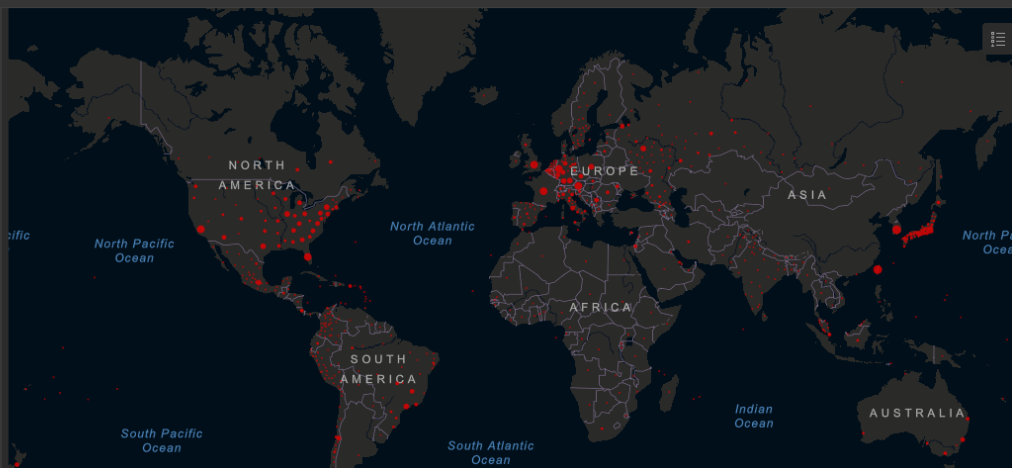 NORTH
AMERICA
EUROPE
ASIA
cific
North Pacific
Ocean
North Atlantic
Ocean
North Pa
Ocea
AFRICA
SOUTH
AMERICA
Indian
Ocean
AUSTRALIA
South Pacific
Ocean
South Atlantic
Ocean